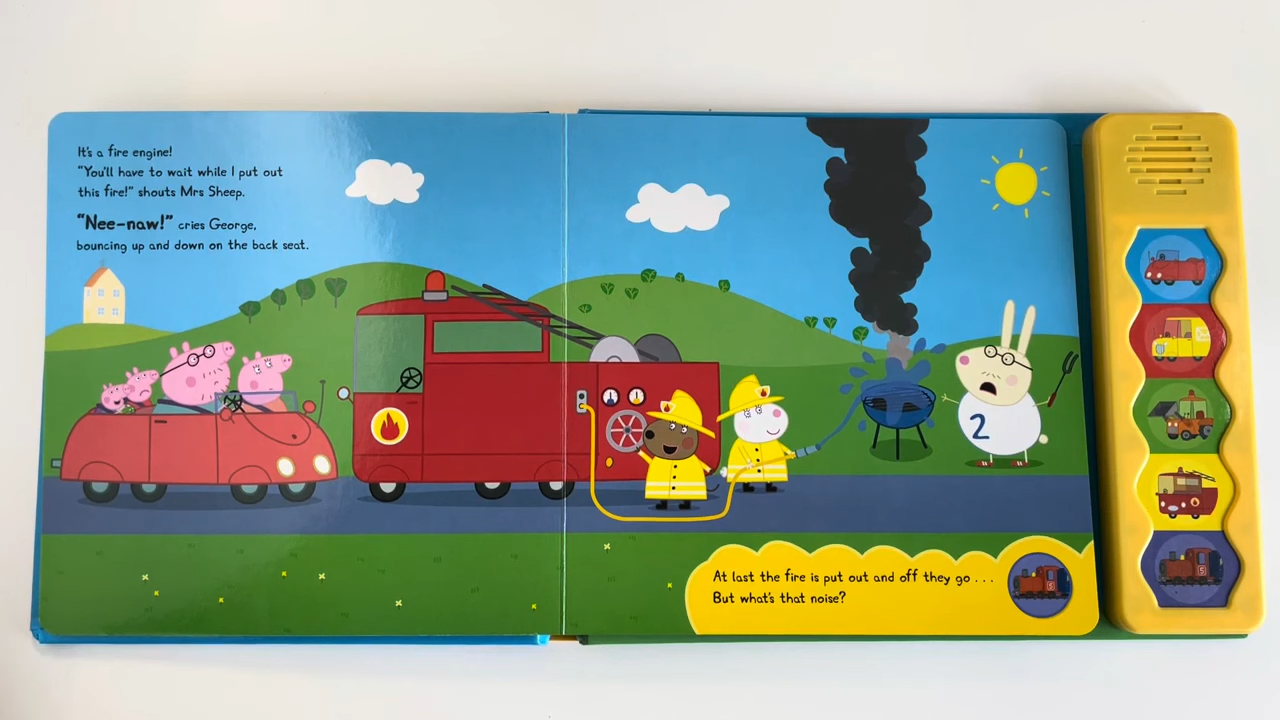 It's a fire engine!
"You'll have to wait while I put out
this fire!" shouts Mrs Sheep.
"Nee-naw!" cries George,
bouncing up and down on the back seat.
2
At last the fire is put out and off they go . . .
But what's that noise?
5
5